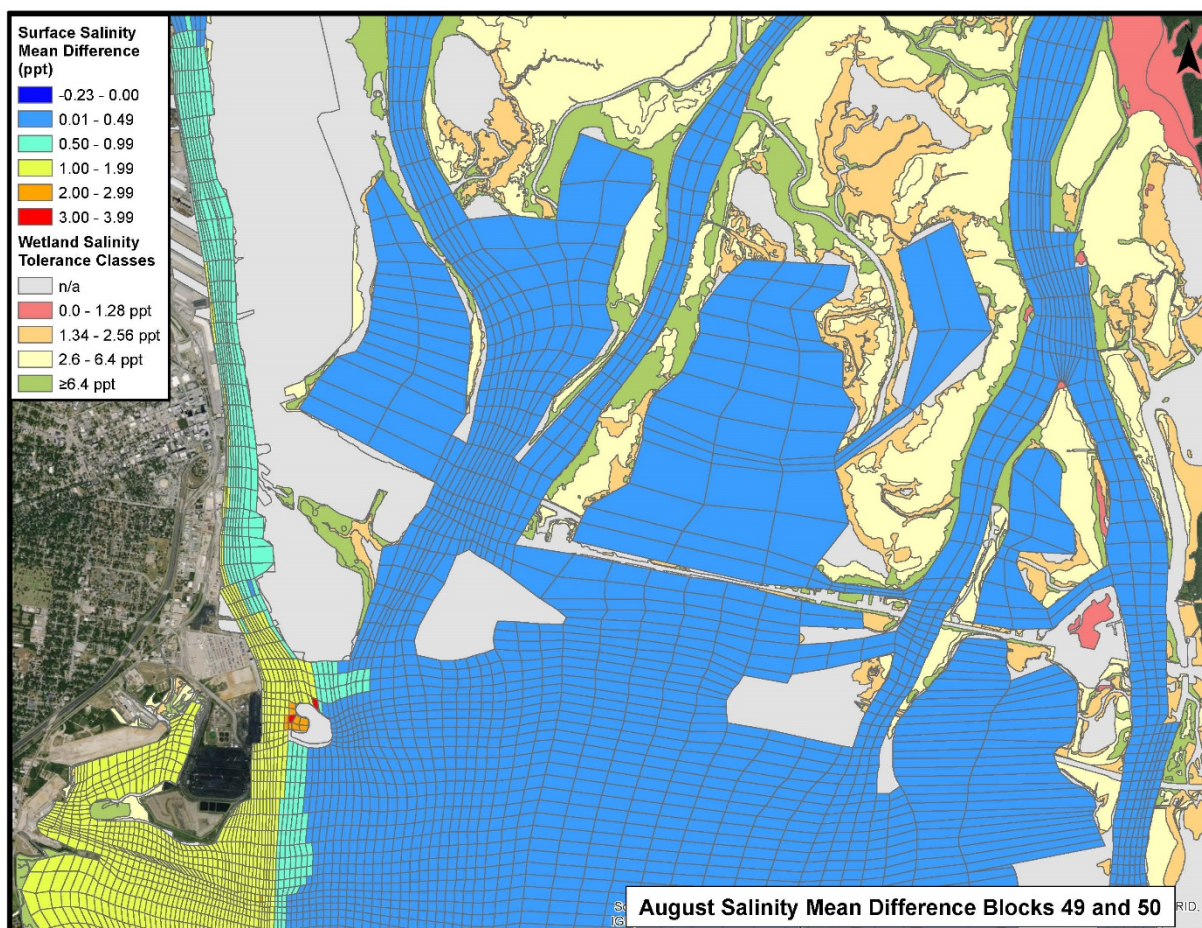 Surface Salinity
Mean Difference
(ppt)
-0.23 - 0.00
0.01 - 0.49
0.50 - 0.99
1.00 - 1.99
2.00 - 2.99
3.00 - 3.99
Wetland Salinity
Tolerance Classes
n/a
0.0 - 1.28 ppt
1.34 - 2.56 ppt
2.6 - 6.4 ppt
≥6.4 ppt
August Salinity Mean Difference Blocks 49 and 50